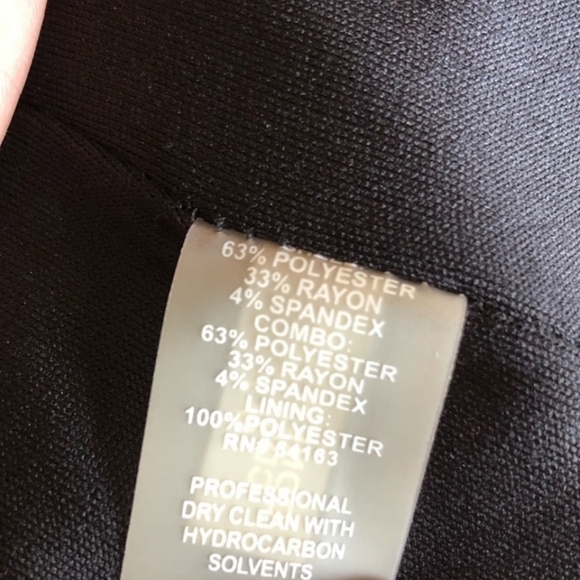 63% POLYESTER
33% RAYON
4% SPANDEX
COMBO:
63% POLYESTER
33% RAYON
4% SPANDEX
LINING:
100%POLYESTER
RN# 54163
PROFESSIONAL
DRY CLEAN WITH
HYDROCARBON
SOLVENTS